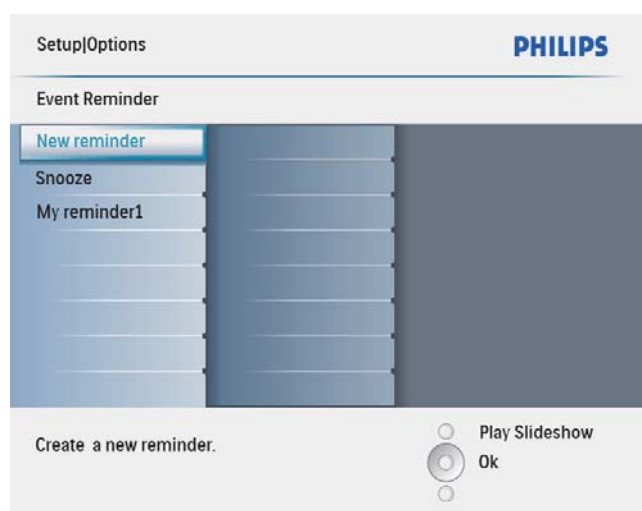 Setup|Options
PHILIPS
Event Reminder
New reminder
Snooze
My reminder1
Create a new reminder.
Play Slideshow
Ok